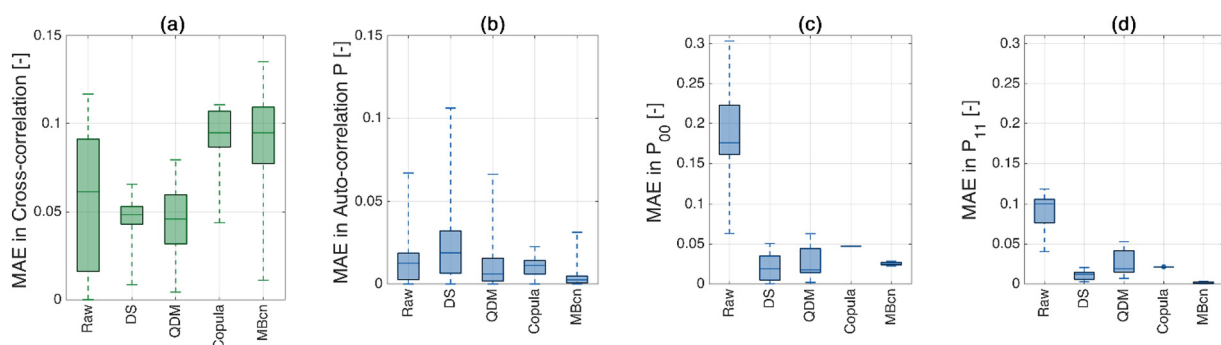 (a)
MAE in Cross-correlation [-]
0.15
0.1
0.05
0
Raw
DS
QDM
Copula
MBcn
(b)
MAE in Auto-correlation P [-]
0.15
0.1
0.05
0
Raw
DS
QDM
Copula
MBcn
(c)
MAE in P00 [-]
0.3
0.25
0.2
0.15
0.1
0.05
0
Raw
DS
QDM
Copula
MBcn
(d)
MAE in P11 [-]
0.3
0.25
0.2
0.15
0.1
0.05
0
Raw
DS
QDM
Copula
MBcn